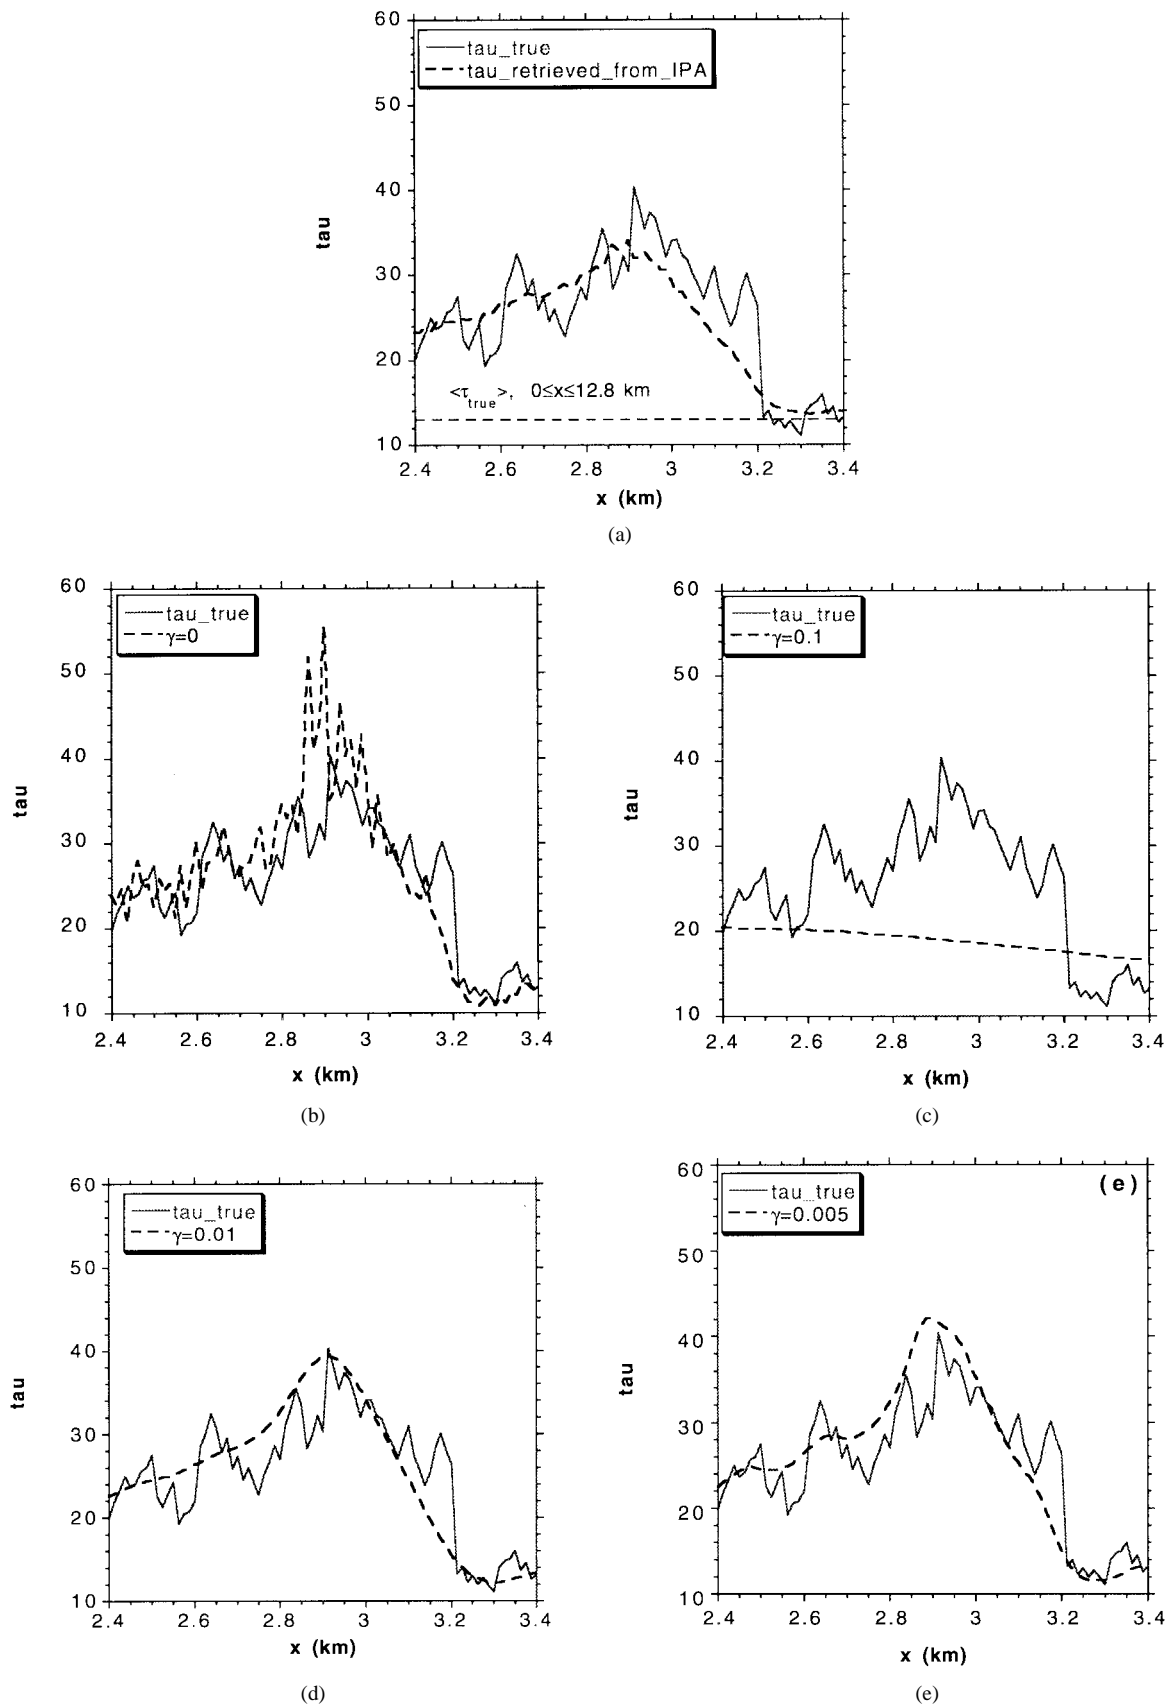 60
50
40
30
20
10
tau
tau_true
tau_retrieved_from_IPA
<τtrue>, 0≤x≤12.8 km
2.4 2.6 2.8 3 3.2 3.4
x (km)
(a)
60
50
40
30
20
10
tau
tau_true
γ=0
2.4 2.6 2.8 3 3.2 3.4
x (km)
(b)
60
50
40
30
20
10
tau
tau_true
γ=0.1
2.4 2.6 2.8 3 3.2 3.4
x (km)
(c)
60
50
40
30
20
10
tau
tau_true
γ=0.01
2.4 2.6 2.8 3 3.2 3.4
x (km)
(d)
60
50
40
30
20
10
tau
tau_true
γ=0.005
(e)
2.4 2.6 2.8 3 3.2 3.4
x (km)
(e)